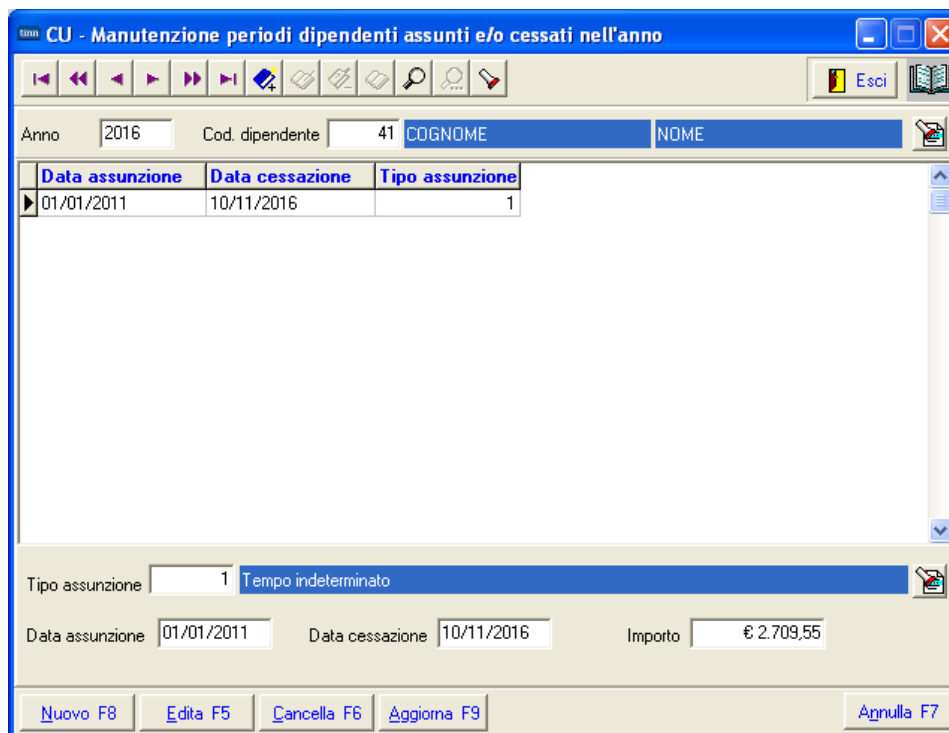 tinn CU - Manutenzione periodi dipendenti assunti e/o cessati nell'anno
Esci
Anno 2016 Cod. dipendente 41 COGNOME NOME
Data assunzione Data cessazione Tipo assunzione
01/01/2011 10/11/2016 1
Tipo assunzione 1 Tempo indeterminato
Data assunzione 01/01/2011 Data cessazione 10/11/2016 Importo € 2.709,55
Nuovo F8 Edita F5 Cancella F6 Aggiorna F9 Annulla F7